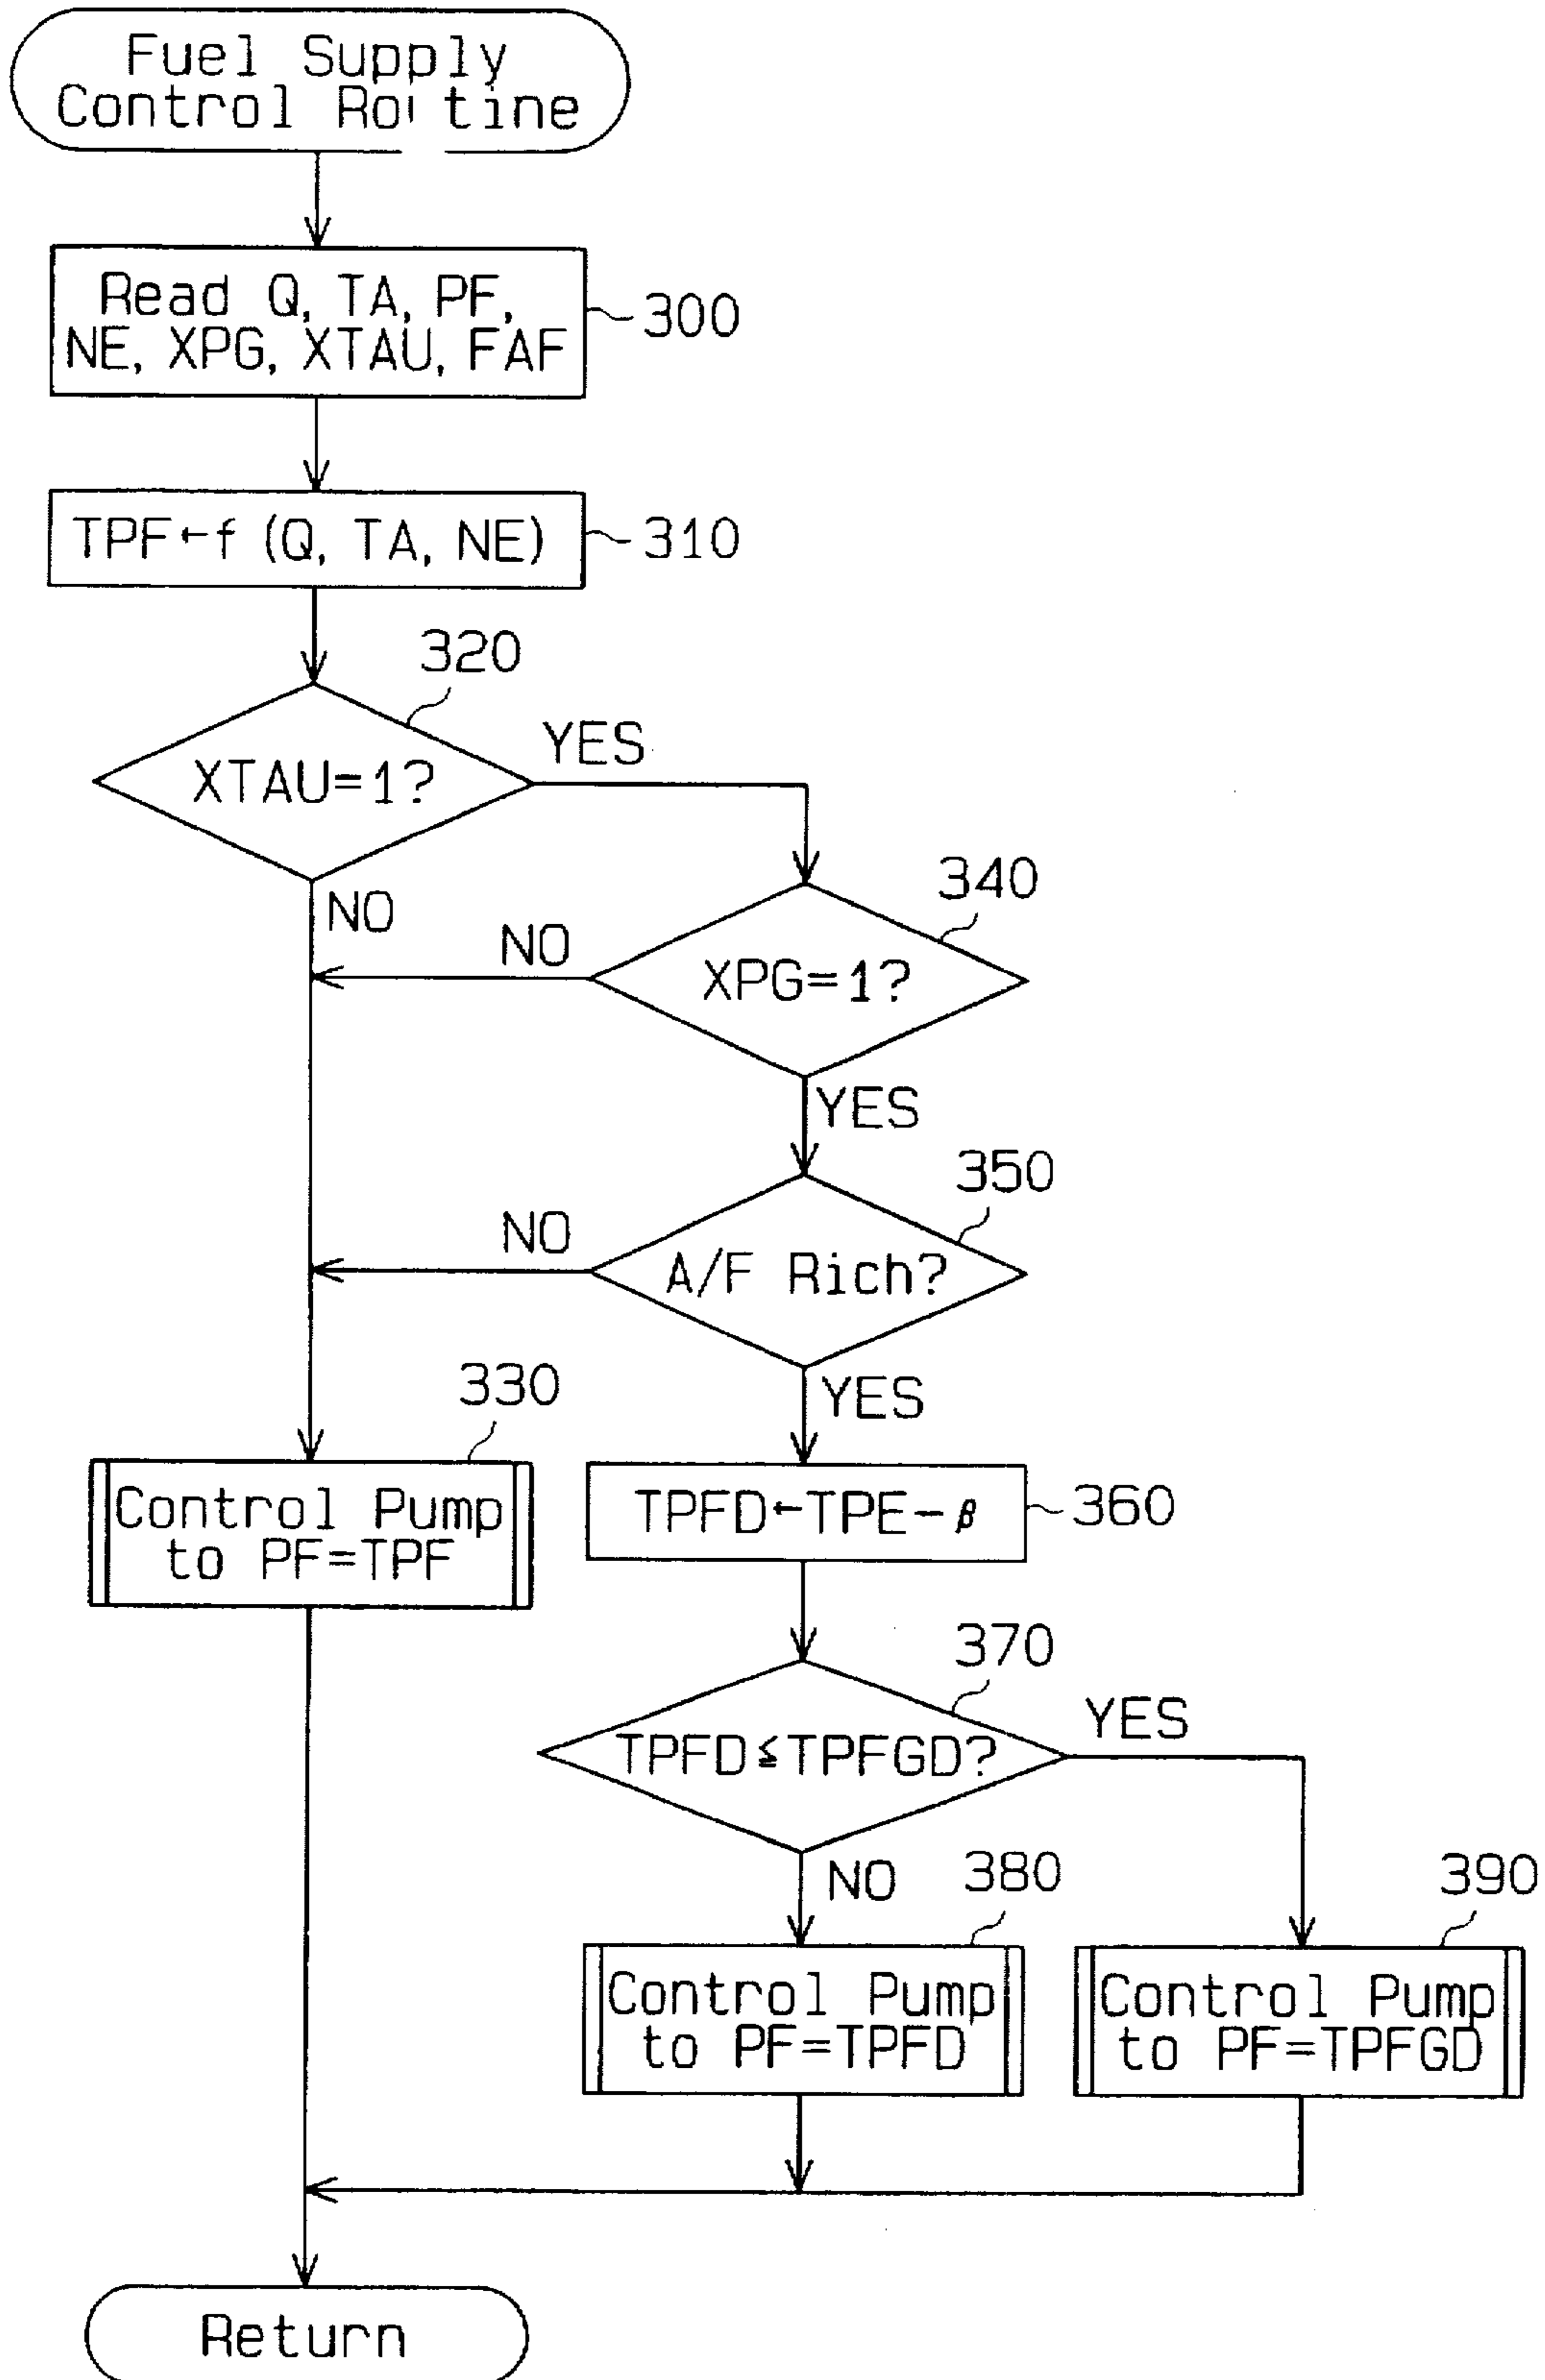 Fuel Supply
Control Routine
Read Q, TA, PF,
NE, XPG, XTAU, FAF
300
TPF←f (Q, TA, NE)
310
320
XTAU=1?
YES
NO
340
XPG=1?
NO
YES
350
A/F Rich?
NO
YES
330
Control Pump
to PF=TPF
TPFD←TPE-β
360
370
TPFD≦TPFGD?
YES
NO
380
Control Pump
to PF=TPFD
390
Control Pump
to PF=TPFGD
Return